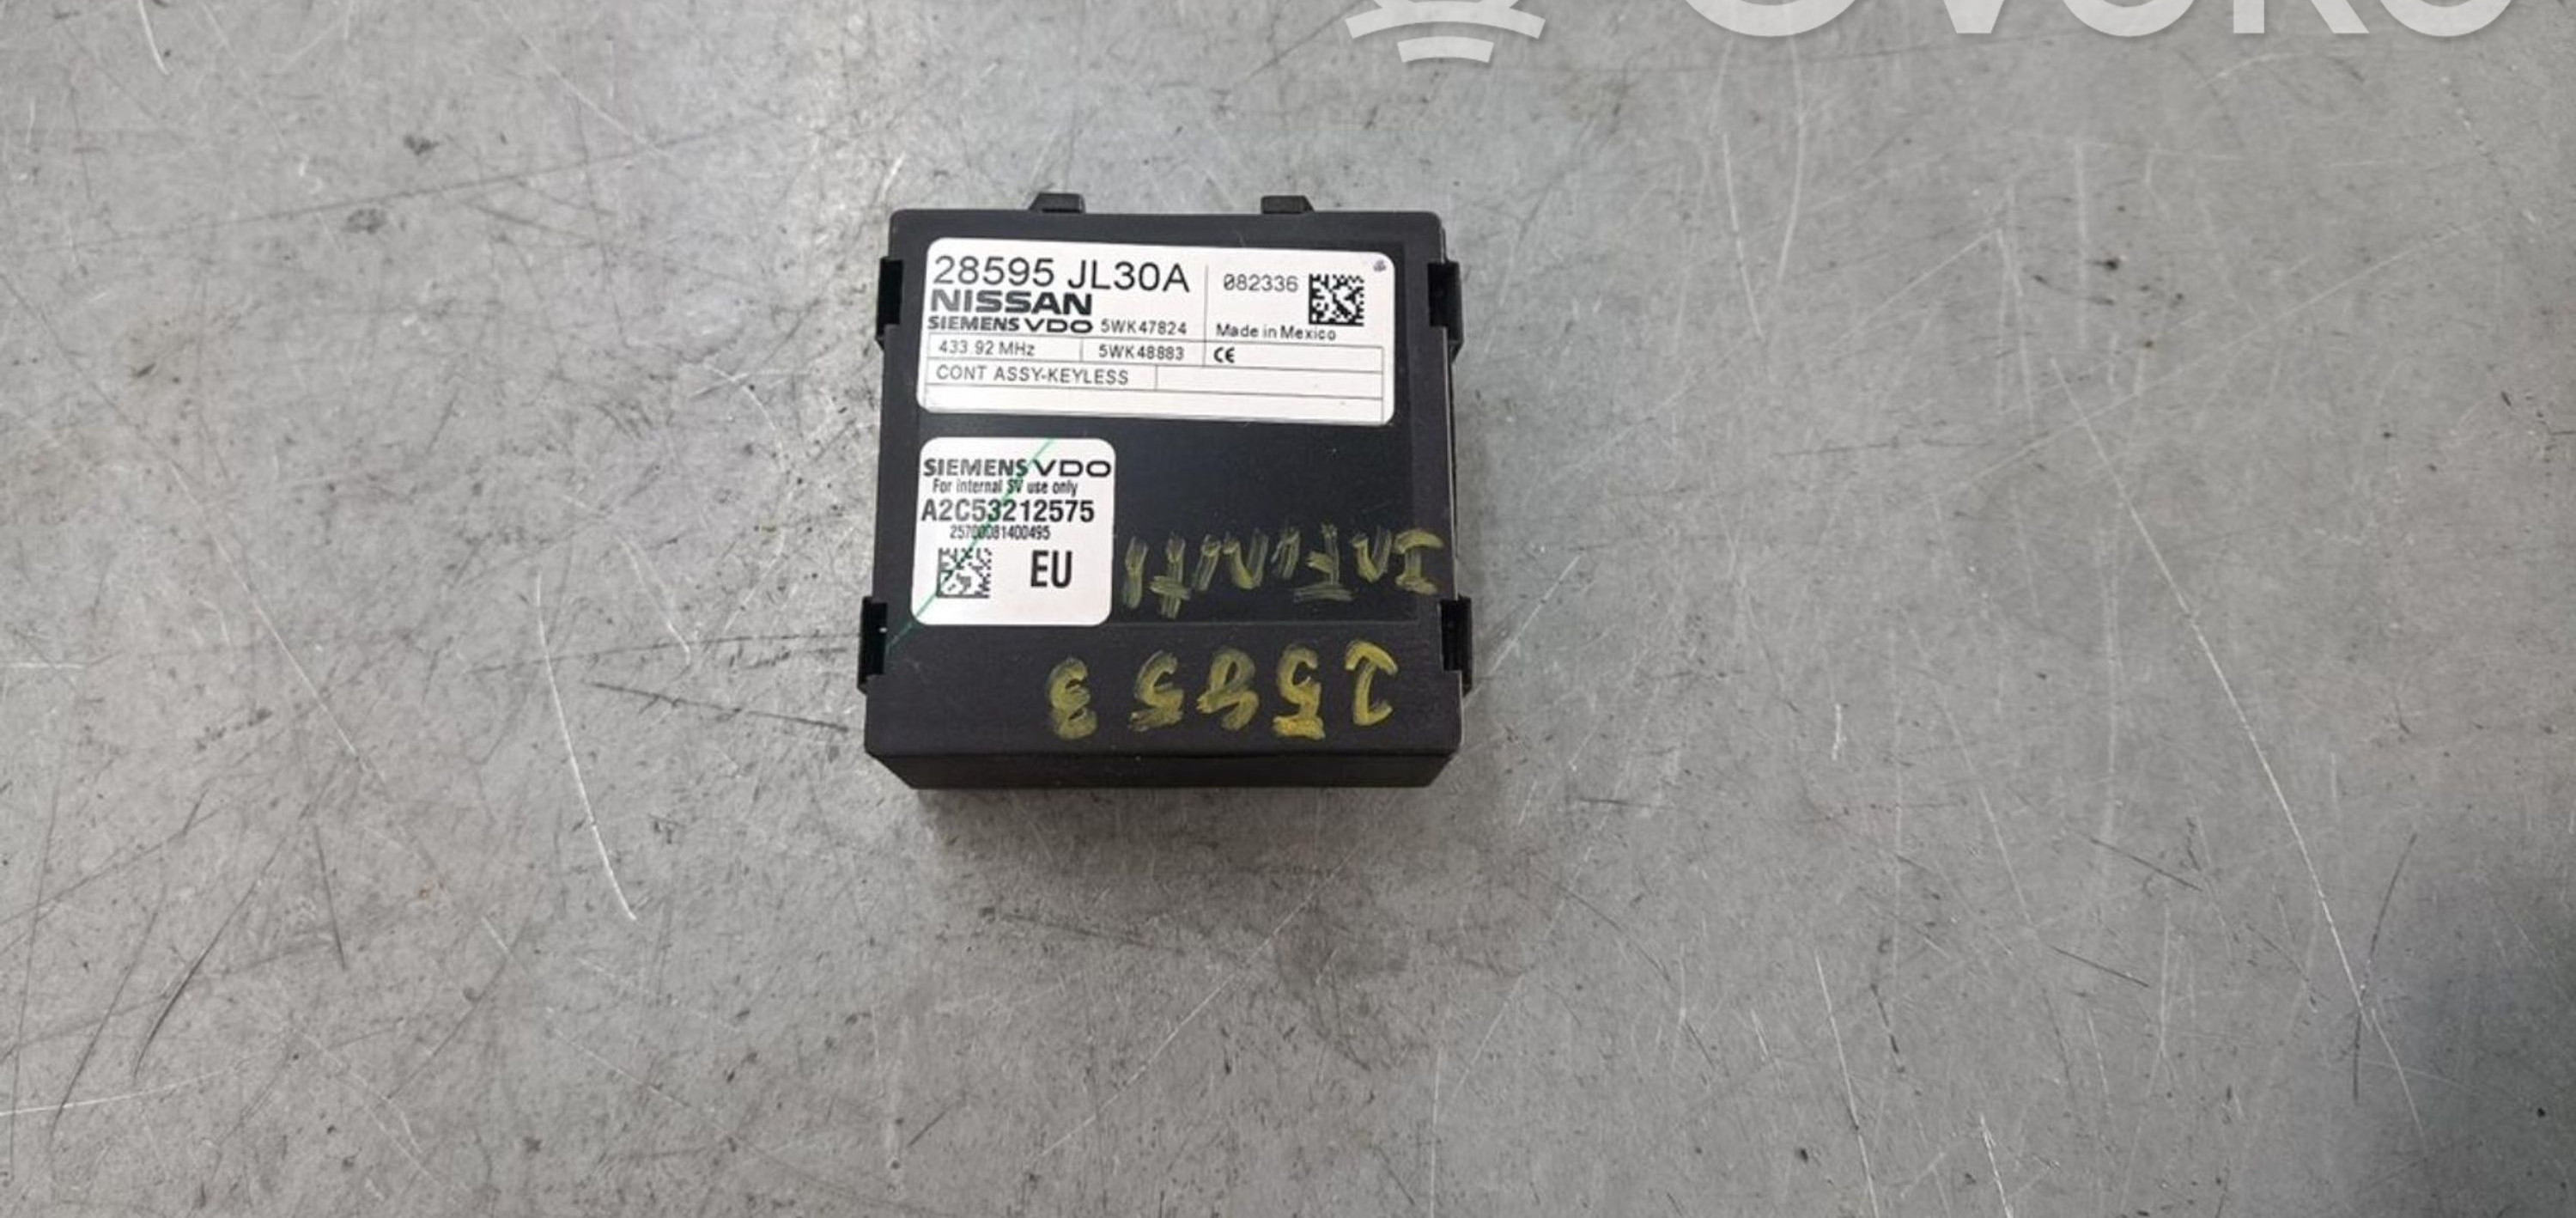 28595 JL30A
082336
NISSAN
SIEMENS VDO 5WK47824
Made in Mexico
433.92 MHz
5WK48883
CE
CONT ASSY-KEYLESS
SIEMENS VDO
For internal SV use only
A2C53212575
25700081400495
EU
INFINITI